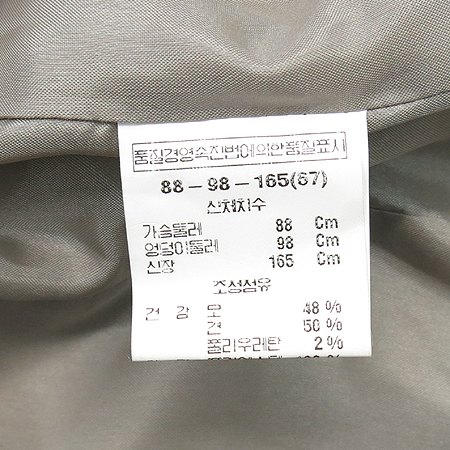 품질경영촉진법에의한품질표시
88-98-165(67)
신체치수
가슴둘레 88 Cm
엉덩이둘레 98 Cm
신장 165 Cm
조성섬유
겉감 모 48%
견 50%
폴리우레탄 2%